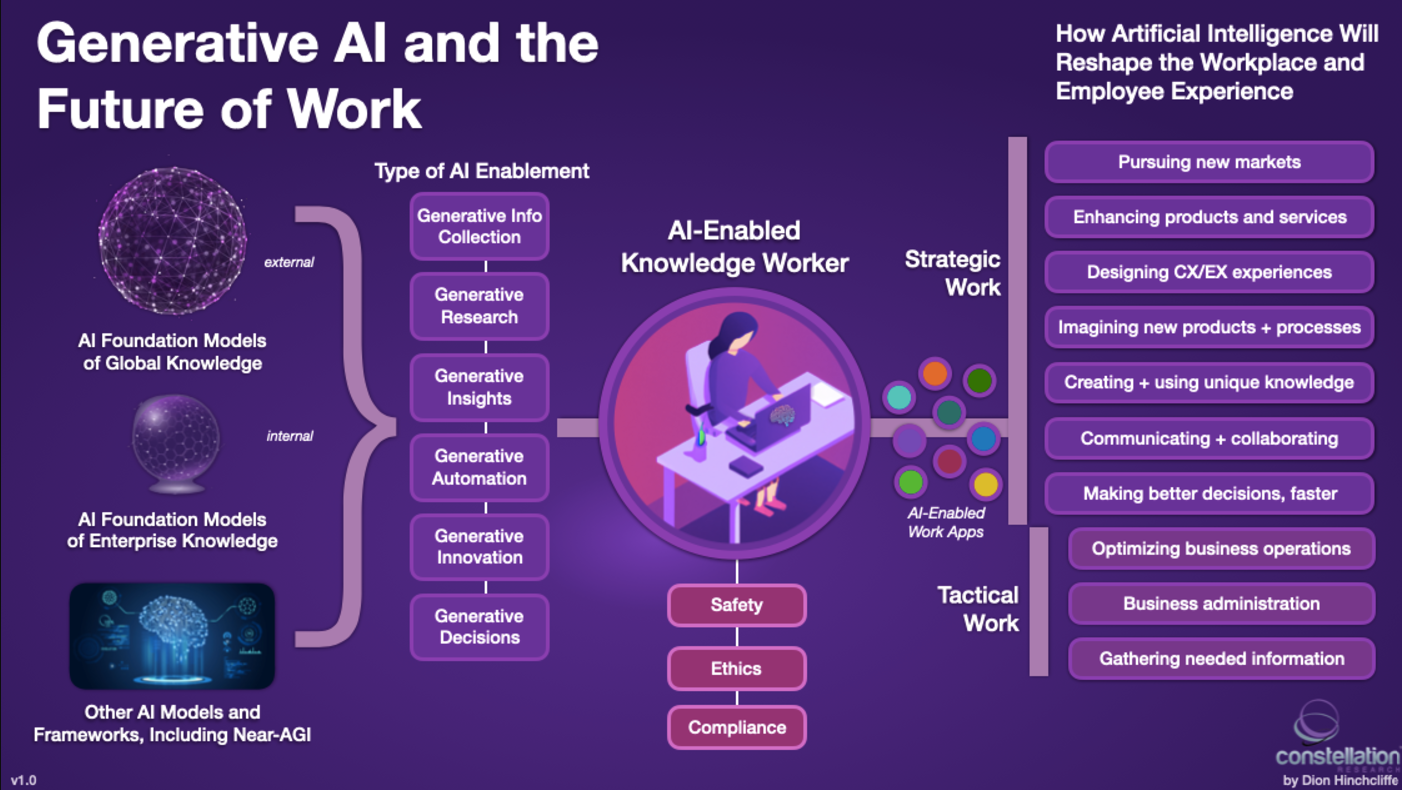 Generative AI and the
Future of Work
How Artificial Intelligence Will
Reshape the Workplace and
Employee Experience
external
AI Foundation Models
of Global Knowledge
internal
AI Foundation Models
of Enterprise Knowledge
Other AI Models and
Frameworks, Including Near-AGI
Type of AI Enablement
Generative Info
Collection
Generative
Research
Generative
Insights
Generative
Automation
Generative
Innovation
Generative
Decisions
AI-Enabled
Knowledge Worker
Safety
Ethics
Compliance
AI-Enabled
Work Apps
Strategic
Work
Pursuing new markets
Enhancing products and services
Designing CX/EX experiences
Imagining new products + processes
Creating + using unique knowledge
Communicating + collaborating
Making better decisions, faster
Tactical
Work
Optimizing business operations
Business administration
Gathering needed information
constellation
RESEARCH
by Dion Hinchcliffe
v1.0